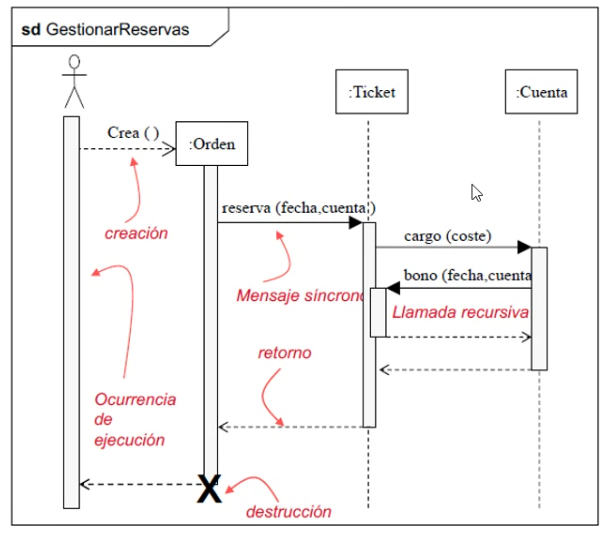 sd GestionarReservas
:Ticket
:Cuenta
Crea ( )
:Orden
reserva (fecha,cuenta )
creación
cargo (coste)
bono (fecha,cuenta
Mensaje síncrono
Llamada recursiva
retorno
Ocurrencia
de
ejecución
X
destrucción